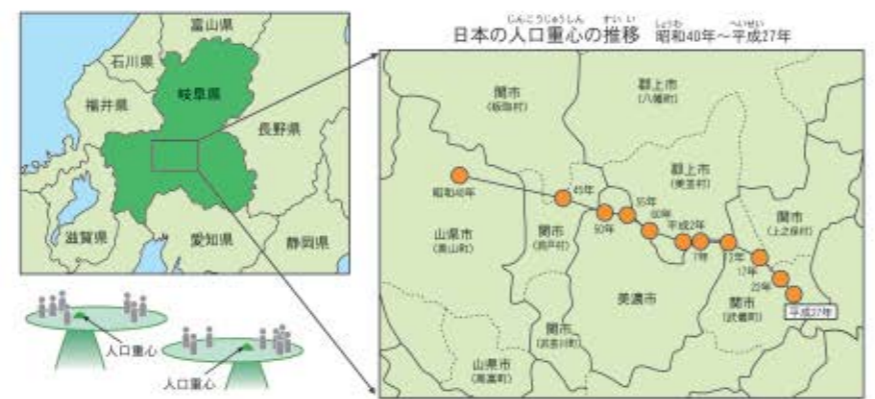 じんこうじゅうしん すいい しょうわ へいせい
日本の人口重心の推移 昭和40年～平成27年
富山県
石川県
岐阜県
福井県
長野県
滋賀県
愛知県
静岡県
人口重心
人口重心
関市
(板取村)
郡上市
(八幡町)
郡上市
(美並村)
昭和40年
45年
50年
55年
60年
平成2年
7年
12年
17年
22年
平成27年
山県市
(美山町)
関市
(洞戸村)
関市
(上之保村)
美濃市
関市
(武儀町)
関市
(武芸川町)
山県市
(高富町)